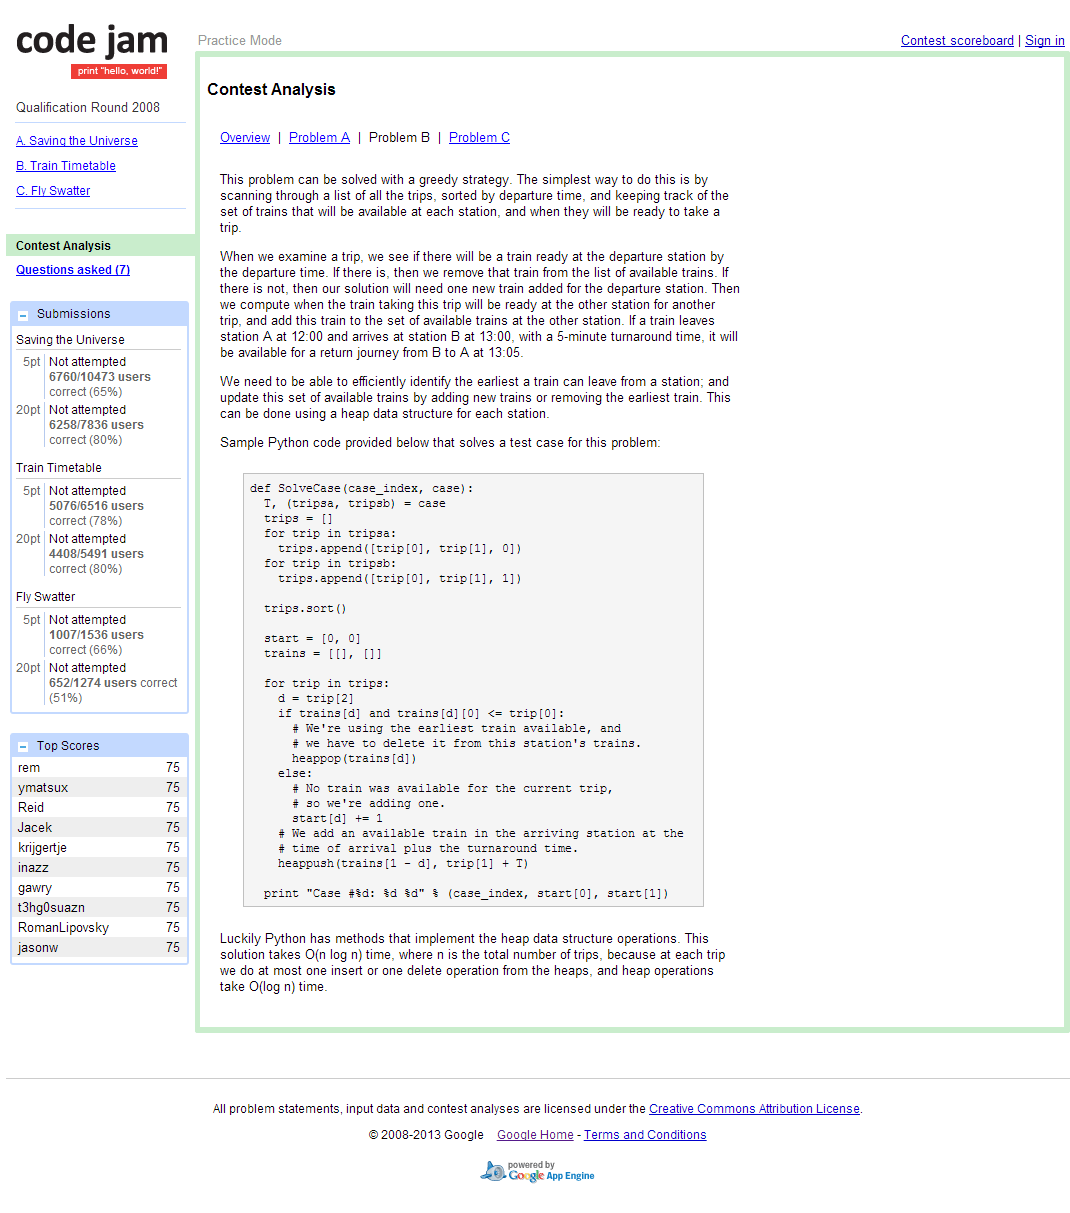 code jam
print "hello, world!"
Practice Mode
Contest scoreboard | Sign in
Qualification Round 2008
A. Saving the Universe
B. Train Timetable
C. Fly Swatter
Contest Analysis
Questions asked (7)
Submissions
Saving the Universe
5pt Not attempted
6760/10473 users
correct (65%)
20pt Not attempted
6258/7836 users
correct (80%)
Train Timetable
5pt Not attempted
5076/6516 users
correct (78%)
20pt Not attempted
4408/5491 users
correct (80%)
Fly Swatter
5pt Not attempted
1007/1536 users
correct (66%)
20pt Not attempted
652/1274 users correct
(51%)
Top Scores
rem 75
ymatsux 75
Reid 75
Jacek 75
krijgertje 75
inazz 75
gawry 75
t3hg0suazn 75
RomanLipovsky 75
jasonw 75
Contest Analysis
Overview | Problem A | Problem B | Problem C
This problem can be solved with a greedy strategy. The simplest way to do this is by
scanning through a list of all the trips, sorted by departure time, and keeping track of the
set of trains that will be available at each station, and when they will be ready to take a
trip.
When we examine a trip, we see if there will be a train ready at the departure station by
the departure time. If there is, then we remove that train from the list of available trains. If
there is not, then our solution will need one new train added for the departure station. Then
we compute when the train taking this trip will be ready at the other station for another
trip, and add this train to the set of available trains at the other station. If a train leaves
station A at 12:00 and arrives at station B at 13:00, with a 5-minute turnaround time, it will
be available for a return journey from B to A at 13:05.
We need to be able to efficiently identify the earliest a train can leave from a station; and
update this set of available trains by adding new trains or removing the earliest train. This
can be done using a heap data structure for each station.
Sample Python code provided below that solves a test case for this problem:
def SolveCase(case_index, case):
  T, (tripsa, tripsb) = case
  trips = []
  for trip in tripsa:
    trips.append([trip[0], trip[1], 0])
  for trip in tripsb:
    trips.append([trip[0], trip[1], 1])
  trips.sort()
  start = [0, 0]
  trains = [[], []]
  for trip in trips:
    d = trip[2]
    if trains[d] and trains[d][0] <= trip[0]:
      # We're using the earliest train available, and
      # we have to delete it from this station's trains.
      heappop(trains[d])
    else:
      # No train was available for the current trip,
      # so we're adding one.
      start[d] += 1
    # We add an available train in the arriving station at the
    # time of arrival plus the turnaround time.
    heappush(trains[1 - d], trip[1] + T)
  print "Case #%d: %d %d" % (case_index, start[0], start[1])
Luckily Python has methods that implement the heap data structure operations. This
solution takes O(n log n) time, where n is the total number of trips, because at each trip
we do at most one insert or one delete operation from the heaps, and heap operations
take O(log n) time.
All problem statements, input data and contest analyses are licensed under the Creative Commons Attribution License.
© 2008-2013 Google Google Home - Terms and Conditions
powered by
Google App Engine